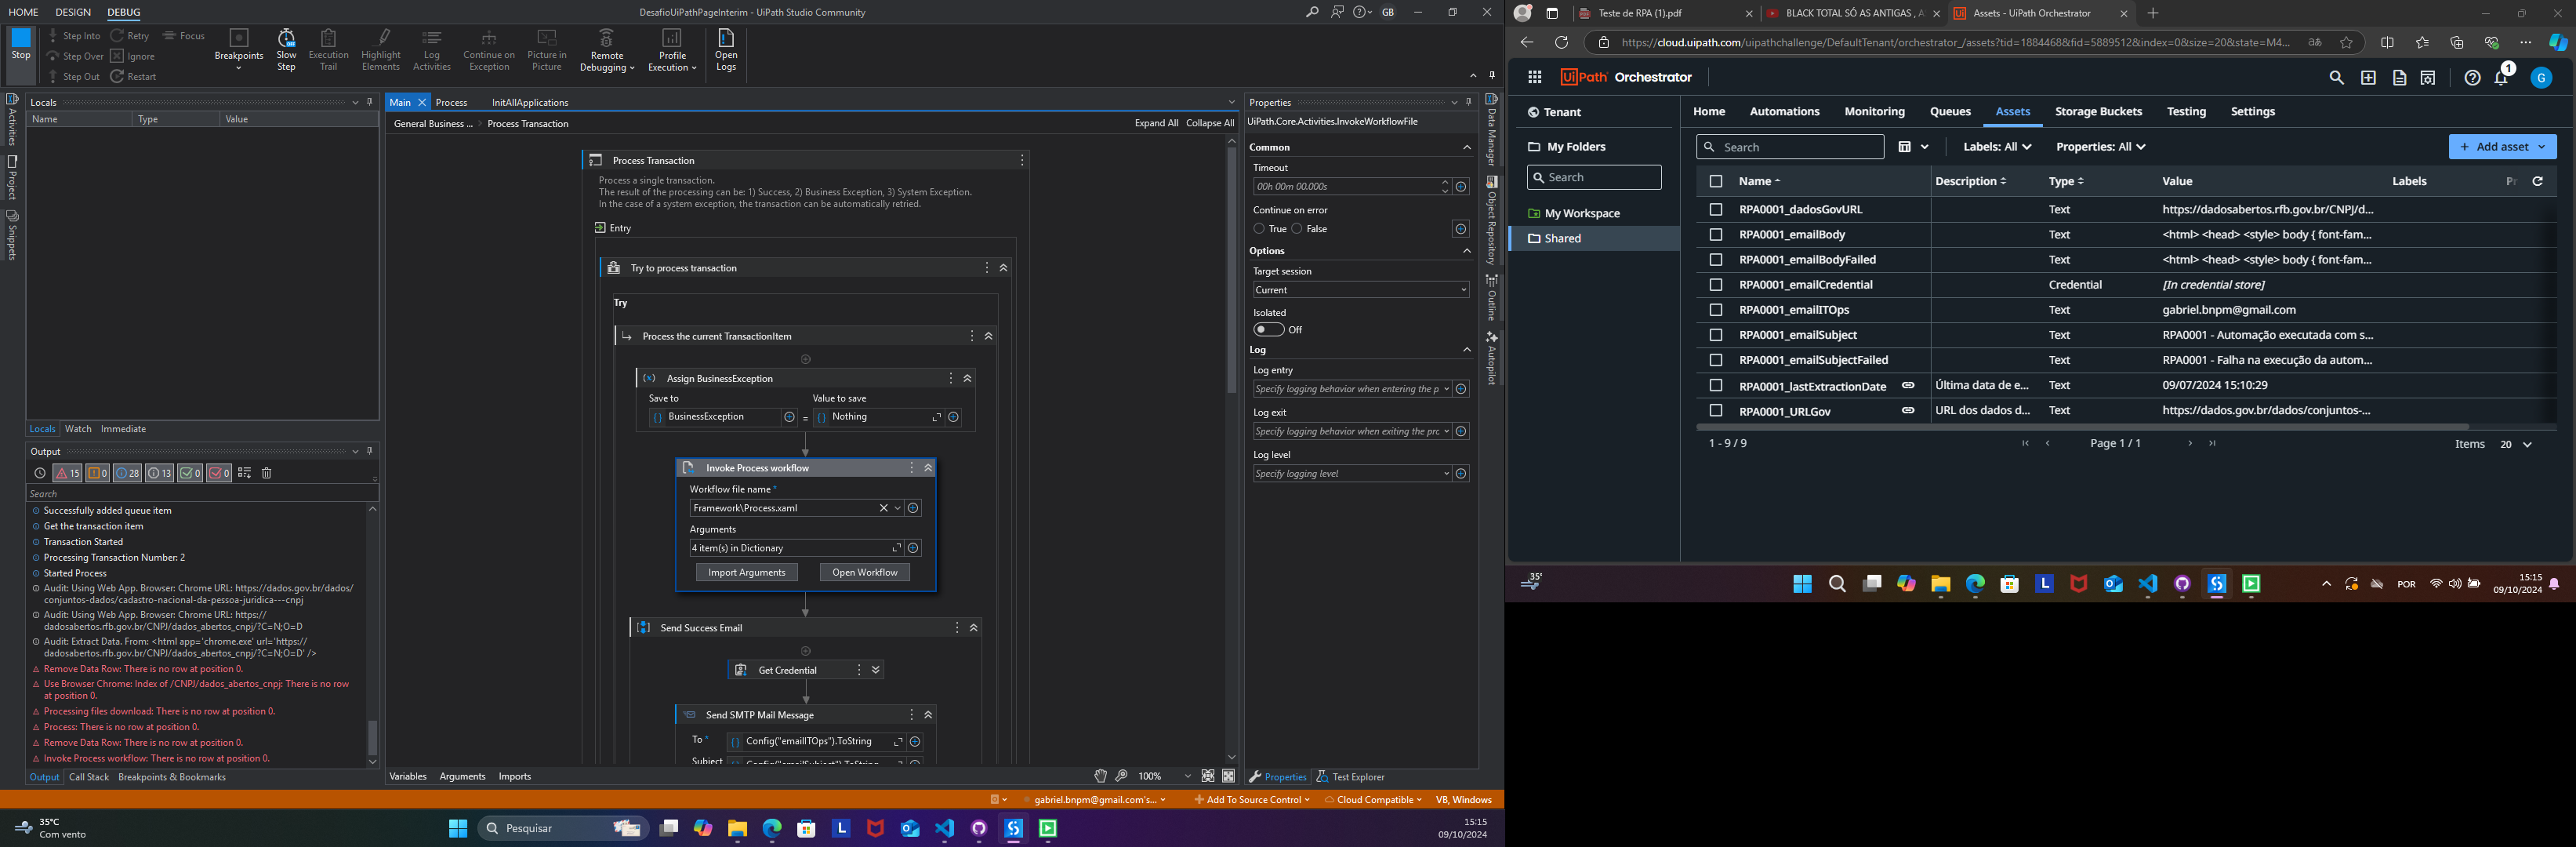 HOME DESIGN DEBUG
DesafioUiPathPageInterim - UiPath Studio Community
GB
Stop
Step Into Retry Focus
Step Over Ignore
Step Out Restart
Breakpoints
Slow Step
Execution Trail
Highlight Elements
Log Activities
Continue on Exception
Picture in Picture
Remote Debugging
Profile Execution
Open Logs
Activities
Project
Snippets
Locals
Name Type Value
Locals Watch Immediate
Output
15 0 28 13 0 0
Search
Successfully added queue item
Get the transaction item
Transaction Started
Processing Transaction Number: 2
Started Process
Audit: Using Web App. Browser: Chrome URL: https://dados.gov.br/dados/
conjuntos-dados/cadastro-nacional-da-pessoa-juridica---cnpj
Audit: Using Web App. Browser: Chrome URL: https://
dadosabertos.rfb.gov.br/CNPJ/dados_abertos_cnpj/?C=N;O=D
Audit: Extract Data. From: <html app='chrome.exe' url='https://
dadosabertos.rfb.gov.br/CNPJ/dados_abertos_cnpj/?C=N;O=D' />
Remove Data Row: There is no row at position 0.
Use Browser Chrome: Index of /CNPJ/dados_abertos_cnpj: There is no row
at position 0.
Processing files download: There is no row at position 0.
Process: There is no row at position 0.
Remove Data Row: There is no row at position 0.
Invoke Process workflow: There is no row at position 0.
Output Call Stack Breakpoints & Bookmarks
Main Process InitAllApplications
General Business ... > Process Transaction
Expand All Collapse All
Process Transaction
Process a single transaction.
The result of the processing can be: 1) Success, 2) Business Exception, 3) System Exception.
In the case of a system exception, the transaction can be automatically retried.
Entry
Try to process transaction
Try
Process the current TransactionItem
Assign BusinessException
Save to Value to save
BusinessException = Nothing
Invoke Process workflow
Workflow file name *
Framework\Process.xaml
Arguments
4 item(s) in Dictionary
Import Arguments Open Workflow
Send Success Email
Get Credential
Send SMTP Mail Message
To * Config("emailITOps").ToString
Subject Config("emailSubject").ToString
Variables Arguments Imports
100%
Properties
UiPath.Core.Activities.InvokeWorkflowFile
Common
Timeout
00h 00m 00.000s
Continue on error
True False
Options
Target session
Current
Isolated
Off
Log
Log entry
Specify logging behavior when entering the p
Log exit
Specify logging behavior when exiting the prc
Log level
Specify logging level
Properties Test Explorer
Data Manager
Object Repository
Outline
Autopilot
gabriel.bnpm@gmail.com's...
Add To Source Control
Cloud Compatible
VB, Windows
35°C
Com vento
Pesquisar
15:15
09/10/2024
Teste de RPA (1).pdf
BLACK TOTAL SÓ AS ANTIGAS , A
Assets - UiPath Orchestrator
https://cloud.uipath.com/uipathchallenge/DefaultTenant/orchestrator_/assets?tid=1884468&fid=5889512&index=0&size=20&state=M4...
UiPath Orchestrator
1
G
Tenant
My Folders
Search
My Workspace
Shared
Home Automations Monitoring Queues Assets Storage Buckets Testing Settings
Search
Labels: All
Properties: All
Add asset
Name Description Type Value Labels Pr
RPA0001_dadosGovURL Text https://dadosabertos.rfb.gov.br/CNPJ/d...
RPA0001_emailBody Text <html> <head> <style> body { font-fam...
RPA0001_emailBodyFailed Text <html> <head> <style> body { font-fam...
RPA0001_emailCredential Credential [In credential store]
RPA0001_emailITOps Text gabriel.bnpm@gmail.com
RPA0001_emailSubject Text RPA0001 - Automação executada com s...
RPA0001_emailSubjectFailed Text RPA0001 - Falha na execução da autom...
RPA0001_lastExtractionDate Última data de e... Text 09/07/2024 15:10:29
RPA0001_URLGov URL dos dados d... Text https://dados.gov.br/dados/conjuntos-...
1 - 9 / 9
Page 1 / 1
Items 20
35°
POR
15:15
09/10/2024